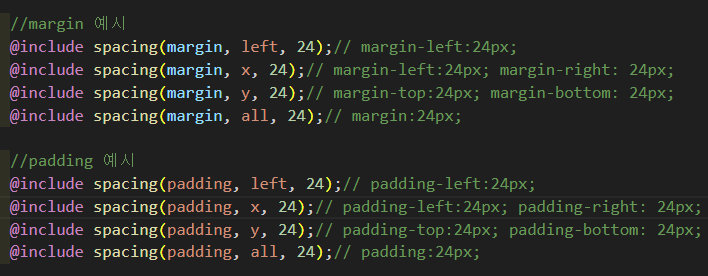 //margin 예시
@include spacing(margin, left, 24);// margin-left:24px;
@include spacing(margin, x, 24);// margin-left:24px; margin-right: 24px;
@include spacing(margin, y, 24);// margin-top:24px; margin-bottom: 24px;
@include spacing(margin, all, 24);// margin:24px;
//padding 예시
@include spacing(padding, left, 24);// padding-left:24px;
@include spacing(padding, x, 24);// padding-left:24px; padding-right: 24px;
@include spacing(padding, y, 24);// padding-top:24px; padding-bottom: 24px;
@include spacing(padding, all, 24);// padding:24px;